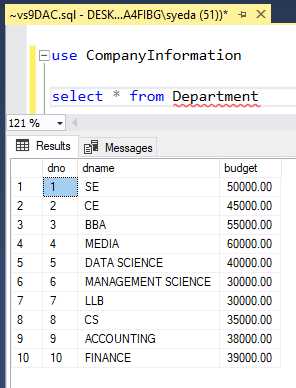 ~vs9DAC.sql - DESK...A4FIBG\syeda (51))*
use CompanyInformation
select * from Department
121 %
Results Messages
dno dname budget
1 1 SE 50000.00
2 2 CE 45000.00
3 3 BBA 55000.00
4 4 MEDIA 60000.00
5 5 DATA SCIENCE 40000.00
6 6 MANAGEMENT SCIENCE 30000.00
7 7 LLB 30000.00
8 8 CS 35000.00
9 9 ACCOUNTING 38000.00
10 10 FINANCE 39000.00